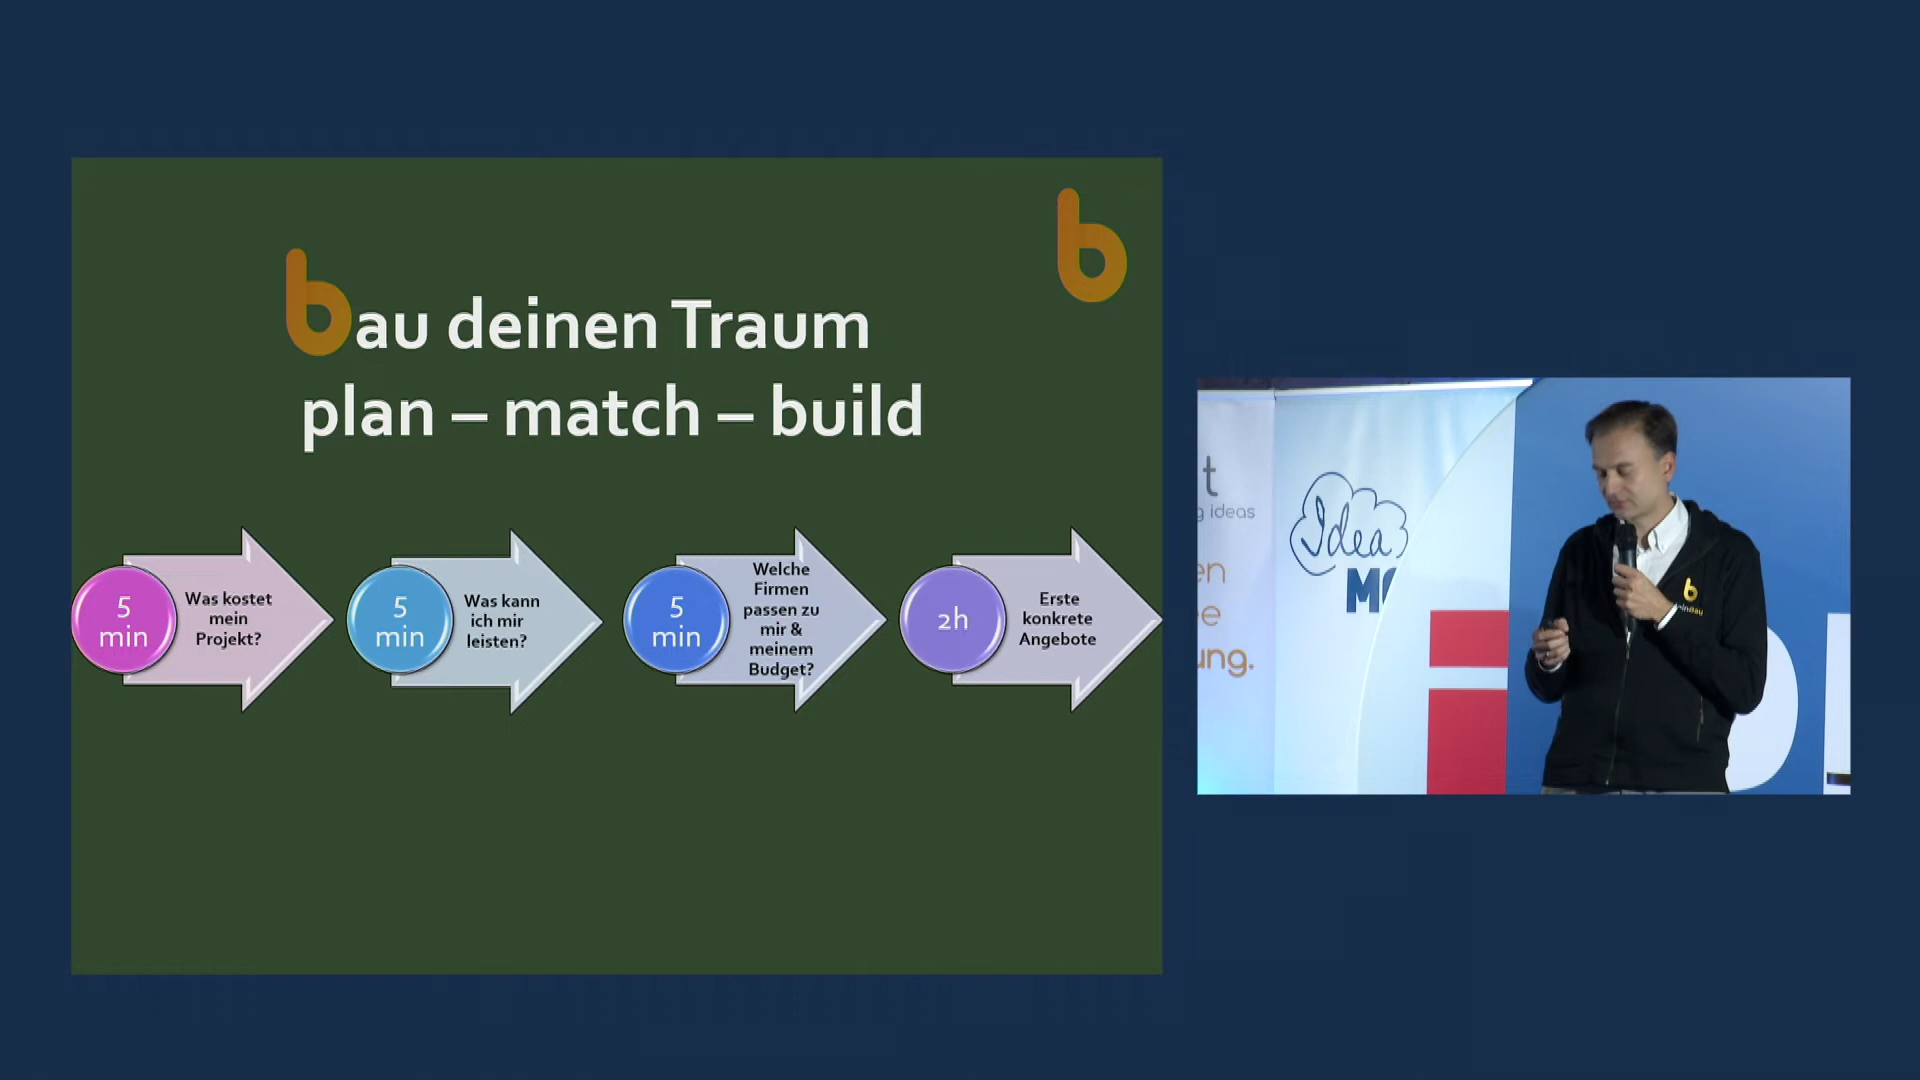 b
bau deinen Traum
plan – match – build
5
min
Was kostet
mein
Projekt?
5
min
Was kann
ich mir
leisten?
5
min
Welche
Firmen
passen zu
mir &
meinem
Budget?
2h
Erste
konkrete
Angebote
t
g ideas
en
e
ung.
Idea
b